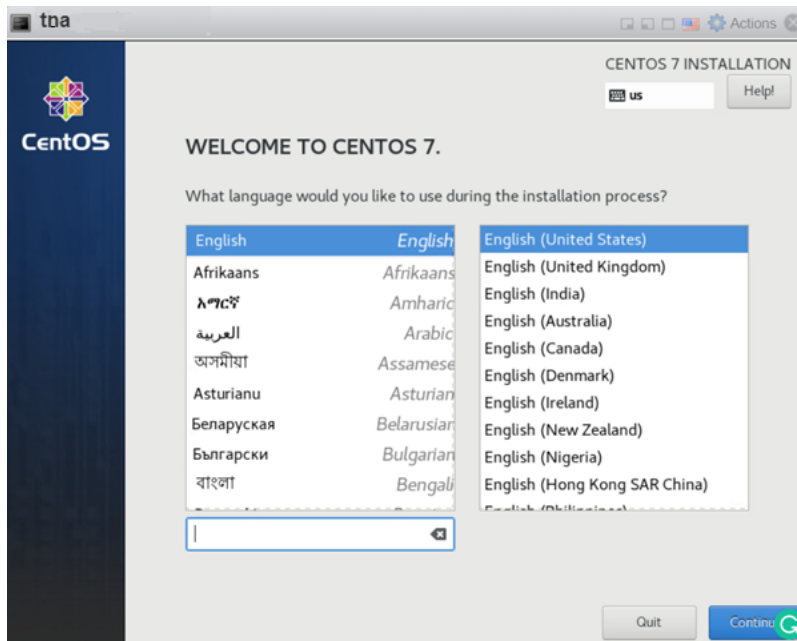 tna
Actions
CENTOS 7 INSTALLATION
us
Help!
CentOS
WELCOME TO CENTOS 7.
What language would you like to use during the installation process?
English English
Afrikaans Afrikaans
አማርኛ Amharic
العربية Arabic
অসমীয়া Assamese
Asturianu Asturian
Беларуская Belarusian
Български Bulgarian
বাংলা Bengali
English (United States)
English (United Kingdom)
English (India)
English (Australia)
English (Canada)
English (Denmark)
English (Ireland)
English (New Zealand)
English (Nigeria)
English (Hong Kong SAR China)
English (Philippines)
Quit
Continu